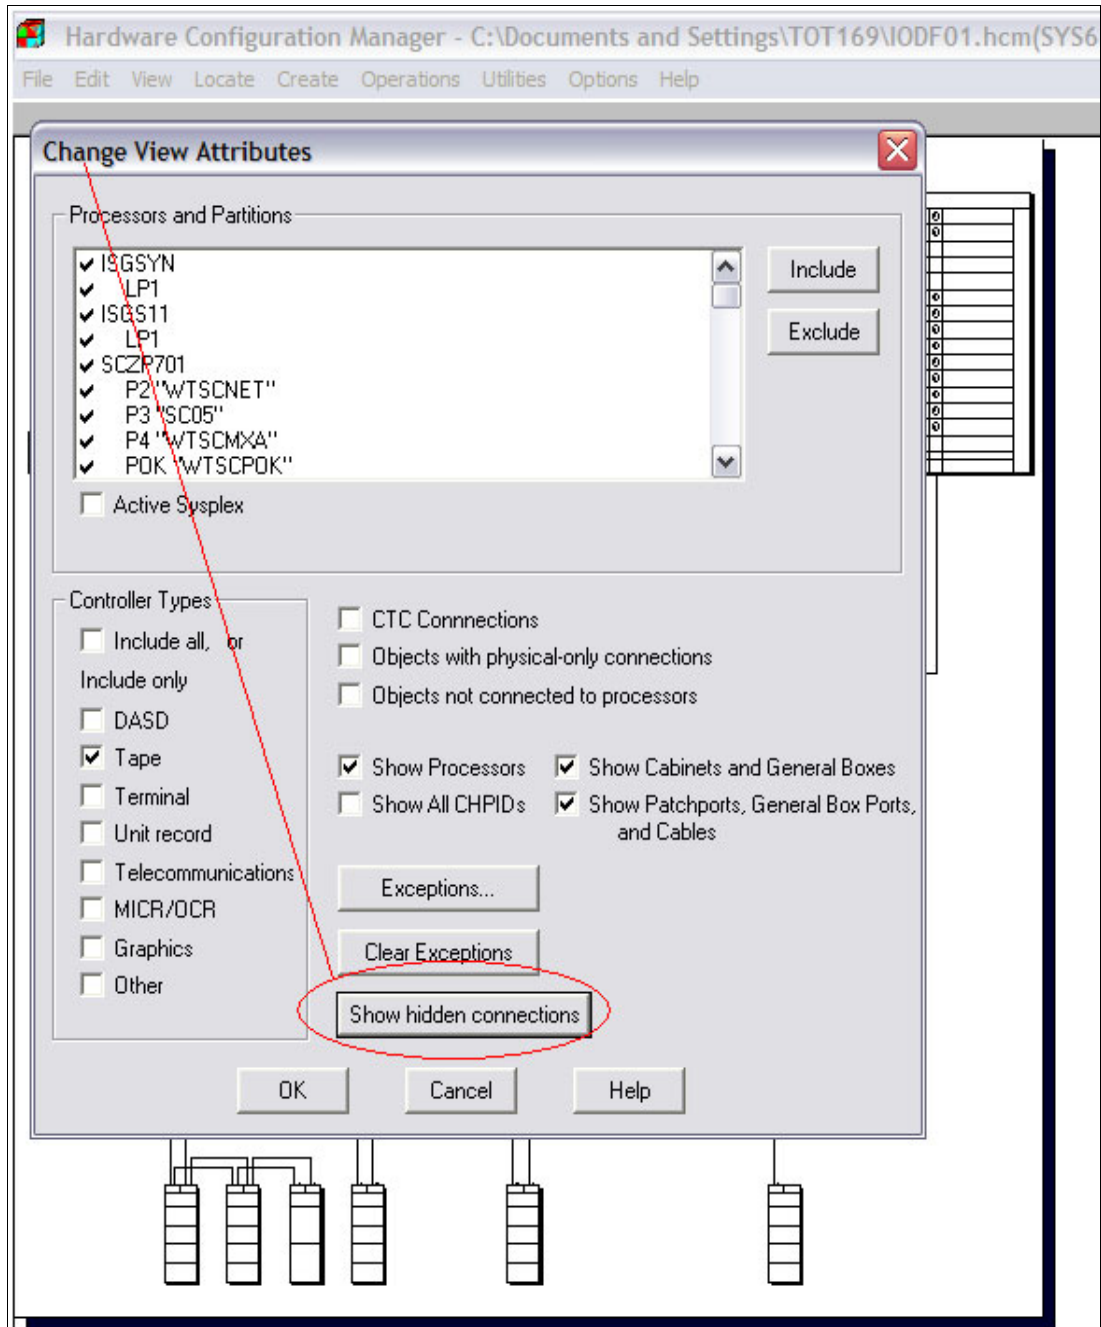 Hardware Configuration Manager - C:\Documents and Settings\TOT169\IODF01.hcm(SYS6
File Edit View Locate Create Operations Utilities Options Help
Change View Attributes
Processors and Partitions
ISGSYN
LP1
ISGS11
LP1
SCZP701
P2 "WTSCNET"
P3 "SC05"
P4 "WTSCMXA"
POK "WTSCPOK"
Include
Exclude
Active Sysplex
Controller Types
Include all, or
Include only
DASD
Tape
Terminal
Unit record
Telecommunications
MICR/OCR
Graphics
Other
CTC Connnections
Objects with physical-only connections
Objects not connected to processors
Show Processors
Show Cabinets and General Boxes
Show All CHPIDs
Show Patchports, General Box Ports,
and Cables
Exceptions...
Clear Exceptions
Show hidden connections
OK
Cancel
Help